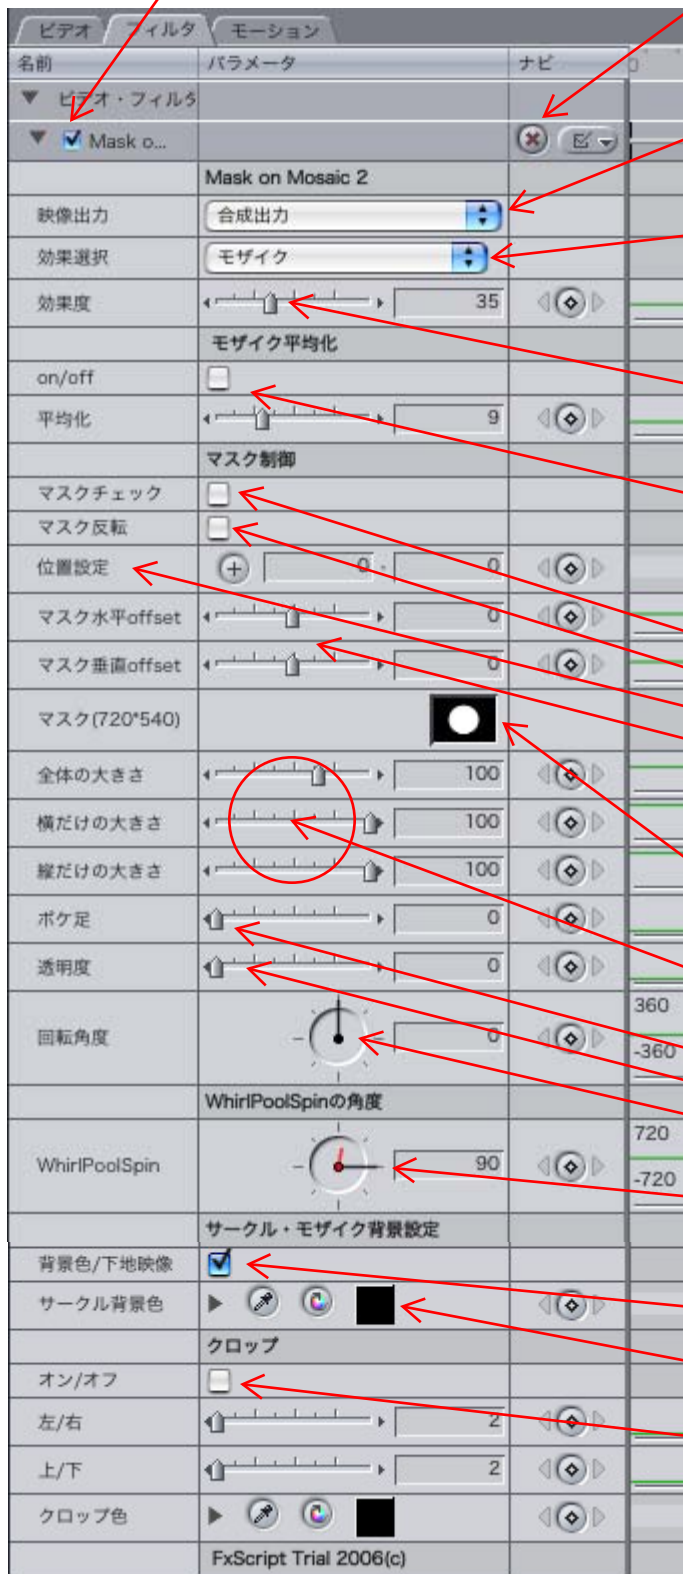 ビデオ フィルタ モーション
名前 パラメータ ナビ
ビデオ・フィルタ
Mask o...
Mask on Mosaic 2
映像出力 合成出力
効果選択 モザイク
効果度 35
モザイク平均化
on/off
平均化 9
マスク制御
マスクチェック
マスク反転
位置設定 0 · 0
マスク水平offset 0
マスク垂直offset 0
マスク(720*540)
全体の大きさ 100
横だけの大きさ 100
縦だけの大きさ 100
ボケ足 0
透明度 0
回転角度 0 360
-360
WhirlPoolSpinの角度
WhirlPoolSpin 90 720
-720
サークル・モザイク背景設定
背景色/下地映像
サークル背景色
クロップ
オン/オフ
左/右 2
上/下 2
クロップ色
FxScript Trial 2006(c)